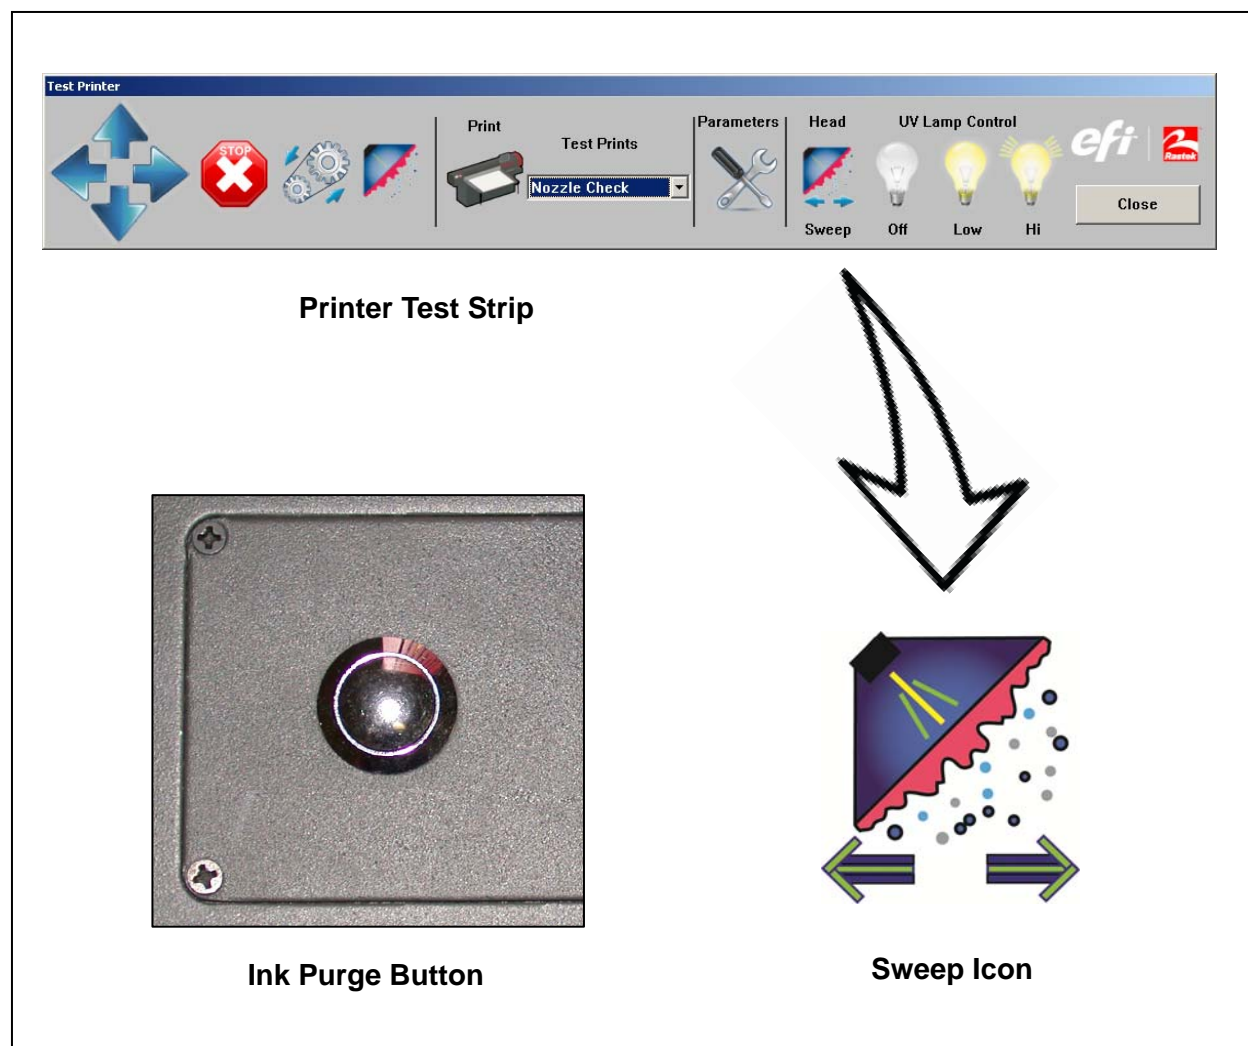 Test Printer
STOP
Print
Test Prints
Nozzle Check
Parameters
Head
Sweep
UV Lamp Control
Off
Low
Hi
efi
Rastek
Close
Printer Test Strip
Ink Purge Button
Sweep Icon